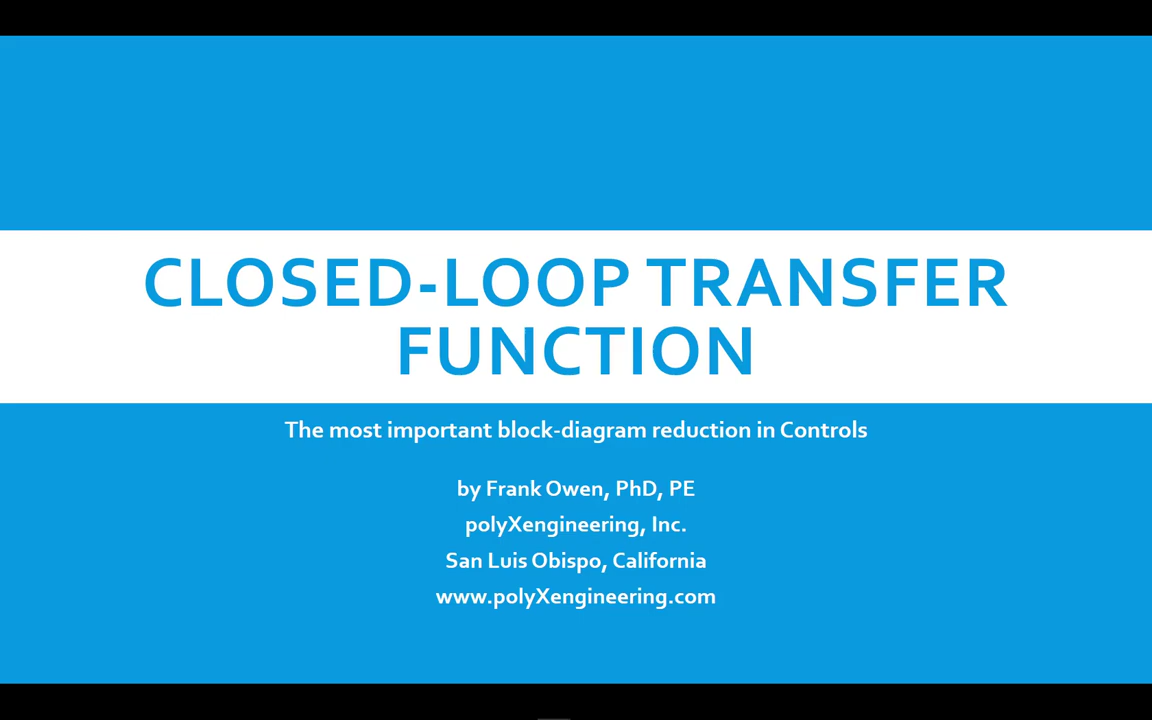 CLOSED-LOOP TRANSFER
FUNCTION
The most important block-diagram reduction in Controls
by Frank Owen, PhD, PE
polyXengineering, Inc.
San Luis Obispo, California
www.polyXengineering.com